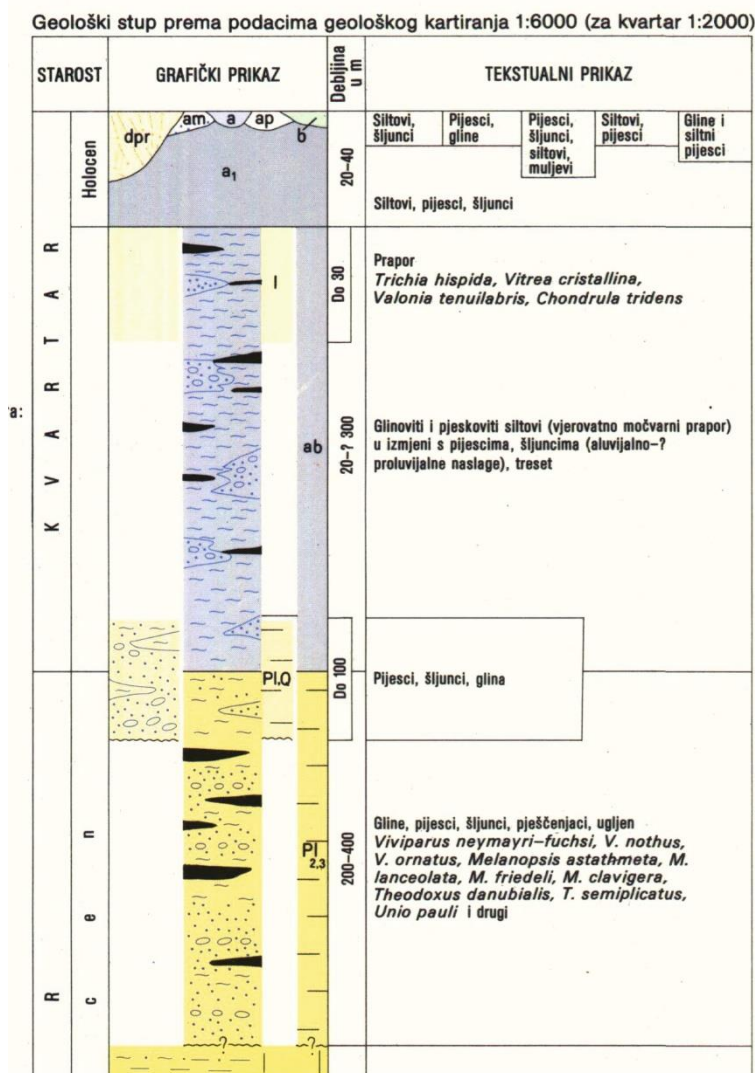 Geološki stup prema podacima geološkog kartiranja 1:6000 (za kvartar 1:2000)
STAROST
GRAFIČKI PRIKAZ
Debljina u m
TEKSTUALNI PRIKAZ
KVARTAR
Holocen
dpr
am
a
ap
b
a1
20–40
Siltovi,
šljunci
Pijesci,
gline
Pijesci,
šljunci,
siltovi,
muljevi
Siltovi,
pijesci
Gline i
siltni
pijesci
Siltovi, pijesci, šljunci
l
Do 30
Prapor
Trichia hispida, Vitrea cristallina,
Valonia tenuilabris, Chondrula tridens
a:
ab
20–? 300
Glinoviti i pjeskoviti siltovi (vjerovatno močvarni prapor)
u izmjeni s pijescima, šljuncima (aluvijalno–?
proluvijalne naslage), treset
Pl,Q
Do 100
Pijesci, šljunci, glina
R
c e n
Pl2,3
200–400
Gline, pijesci, šljunci, pješčenjaci, ugljen
Viviparus neymayri–fuchsi, V. nothus,
V. ornatus, Melanopsis astathmeta, M.
lanceolata, M. friedeli, M. clavigera,
Theodoxus danubialis, T. semiplicatus,
Unio pauli i drugi
?
?